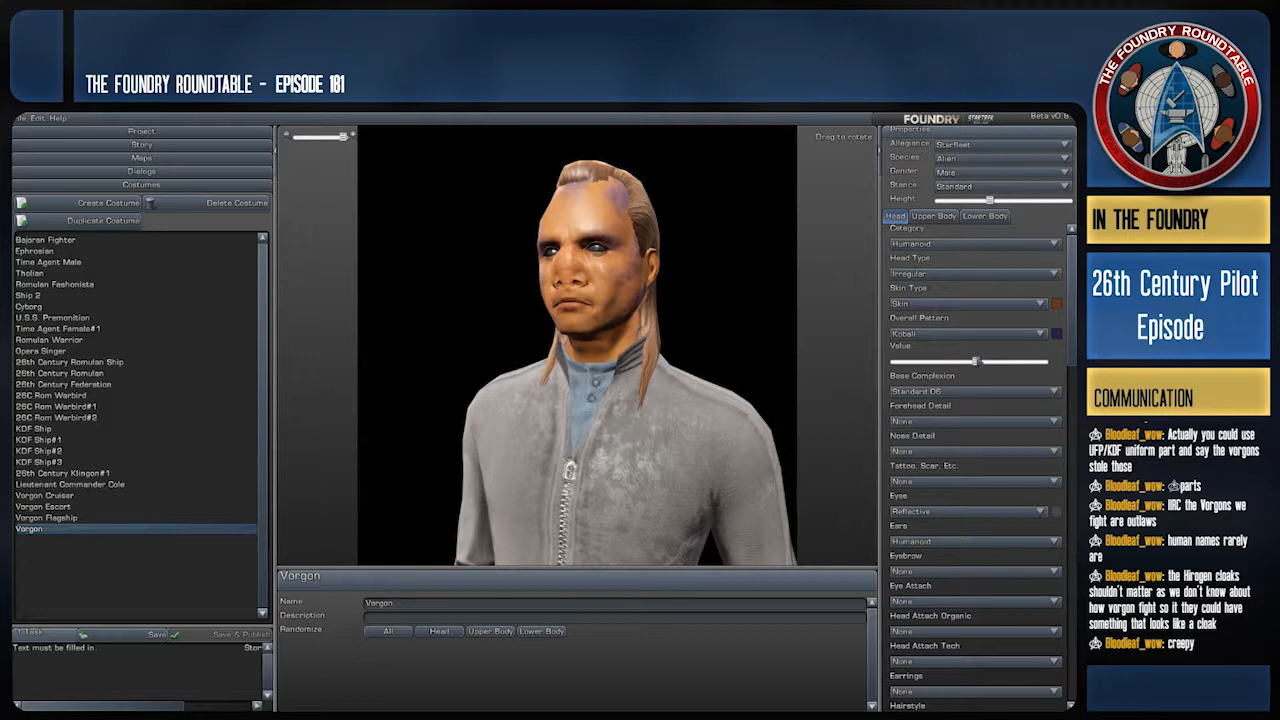 THE FOUNDRY ROUNDTABLE - EPISODE 181
THE FOUNDRY ROUNDTABLE
File Edit Help
FOUNDRY
STAR TREK
Beta v0.8
Project
Story
Maps
Dialogs
Costumes
Create Costume
Delete Costume
Duplicate Costume
Bajoran Fighter
Ephrosian
Time Agent Male
Tholian
Romulan Fashonista
Ship 2
Cyborg
U.S.S. Premonition
Time Agent Female#1
Romulan Warrior
Opera Singer
26th Century Romulan Ship
26th Century Romulan
26th Century Federation
26C Rom Warbird
26C Rom Warbird#1
26C Rom Warbird#2
KDF Ship
KDF Ship#1
KDF Ship#2
KDF Ship#3
26th Century Klingon#1
Lieutenant Commander Cole
Vorgon Cruiser
Vorgon Escort
Vorgon Flagship
Vorgon
1 Task
Save
Save & Publish
Text must be filled in.
Stor
Drag to rotate
Vorgon
Name
Vorgon
Description
Randomize
All
Head
Upper Body
Lower Body
Properties
Allegiance
Starfleet
Species
Alien
Gender
Male
Stance
Standard
Height
Head
Upper Body
Lower Body
Category
Humanoid
Head Type
Irregular
Skin Type
Skin
Overall Pattern
Kobali
Value
Base Complexion
Standard 06
Forehead Detail
None
Nose Detail
None
Tattoo, Scar, Etc.
None
Eyes
Reflective
Ears
Humanoid
Eyebrow
None
Eye Attach
None
Head Attach Organic
None
Head Attach Tech
None
Earrings
None
Hairstyle
IN THE FOUNDRY
26th Century Pilot
Episode
COMMUNICATION
Bloodleaf_wow: Actually you could use
UFP/KDF uniform part and say the vorgons
stole those
Bloodleaf_wow: parts
Bloodleaf_wow: IIRC the Vorgons we
fight are outlaws
Bloodleaf_wow: human names rarely
are
Bloodleaf_wow: the Hirogen cloaks
shouldn't matter as we don't know about
how vorgon fight so it they could have
something that looks like a cloak
Bloodleaf_wow: creepy